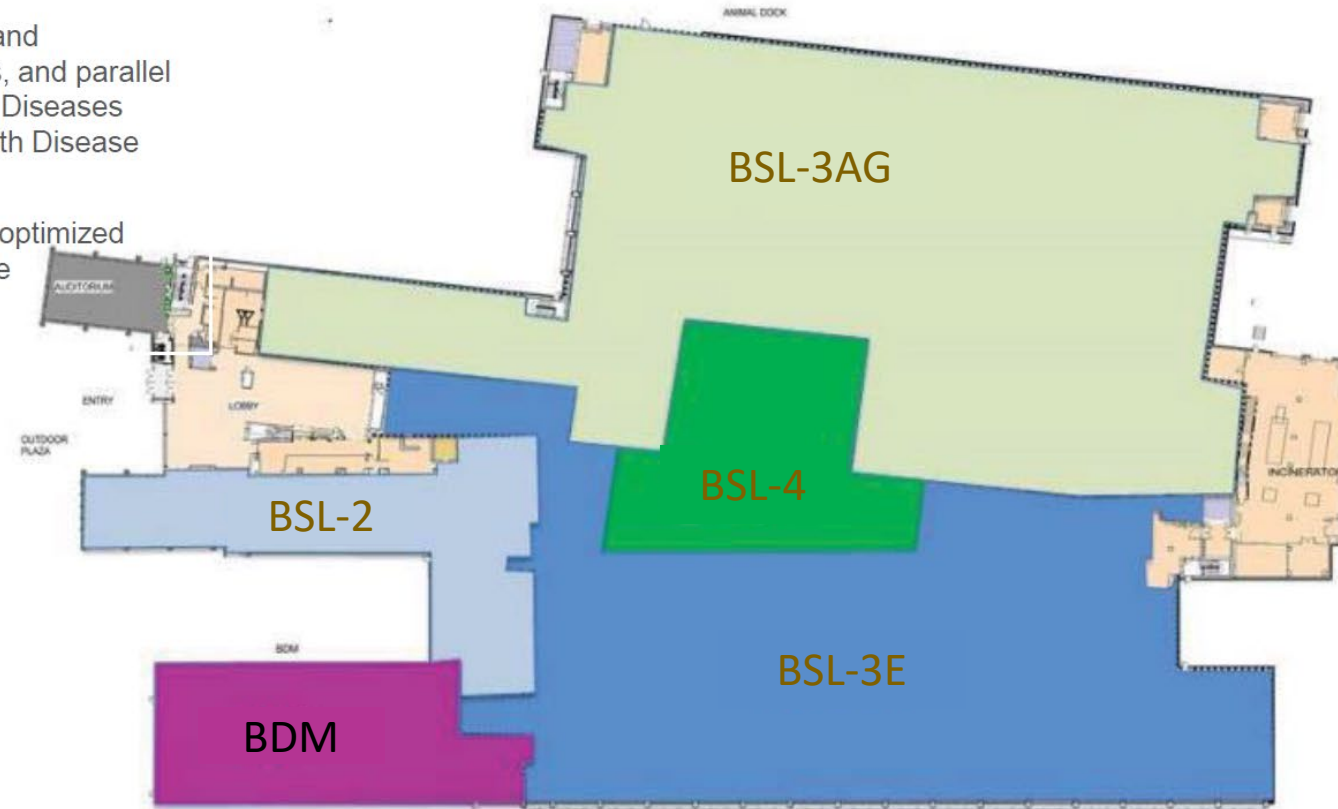 and
s, and parallel
Diseases
th Disease
optimized
e
ANIMAL DOCK
BSL-3AG
AUDITORIUM
ENTRY
LOBBY
OUTDOOR
PLAZA
BSL-2
BSL-4
INCINERATOR
BDM
BSL-3E
BDM